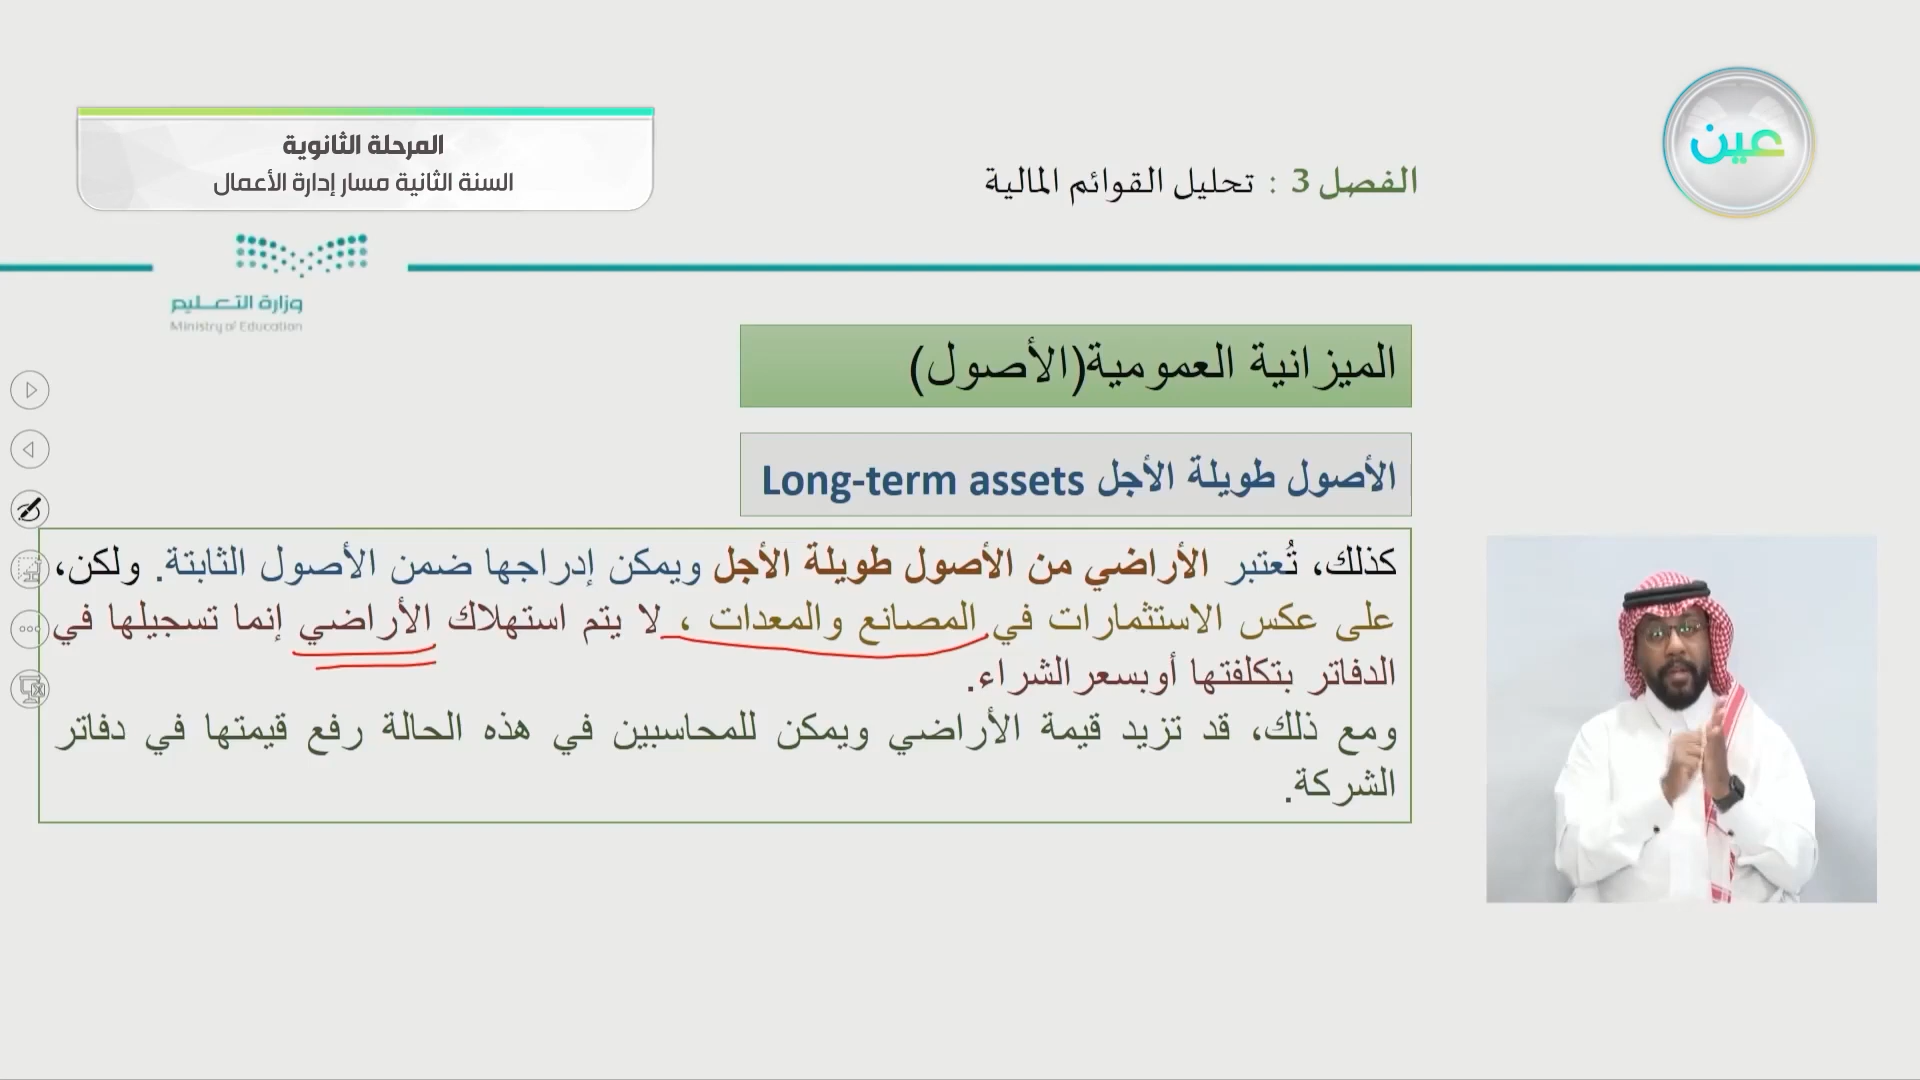 المرحلة الثانوية
السنة الثانية مسار إدارة الأعمال
الفصل 3 : تحليل القوائم المالية
عين
وزارة التعليم
Ministry of Education
الميزانية العمومية(الأصول)
الأصول طويلة الأجل Long-term assets
كذلك، تُعتبر الأراضي من الأصول طويلة الأجل ويمكن إدراجها ضمن الأصول الثابتة. ولكن،
على عكس الاستثمارات في المصانع والمعدات ، لا يتم استهلاك الأراضي إنما تسجيلها في
الدفاتر بتكلفتها أوبسعر الشراء.
ومع ذلك، قد تزيد قيمة الأراضي ويمكن للمحاسبين في هذه الحالة رفع قيمتها في دفاتر
الشركة.